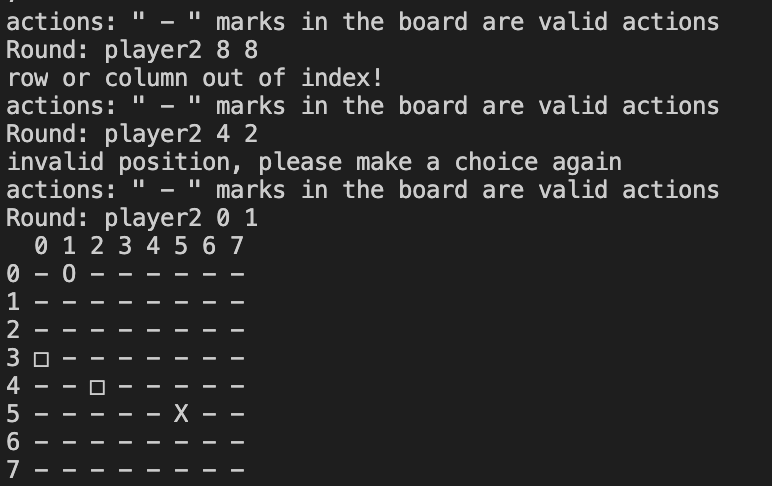 actions: " – " marks in the board are valid actions
Round: player2 8 8
row or column out of index!
actions: " – " marks in the board are valid actions
Round: player2 4 2
invalid position, please make a choice again
actions: " – " marks in the board are valid actions
Round: player2 0 1
  0 1 2 3 4 5 6 7
0 – O – – – – – –
1 – – – – – – – –
2 – – – – – – – –
3 □ – – – – – – –
4 – – □ – – – – –
5 – – – – – X – –
6 – – – – – – – –
7 – – – – – – – –